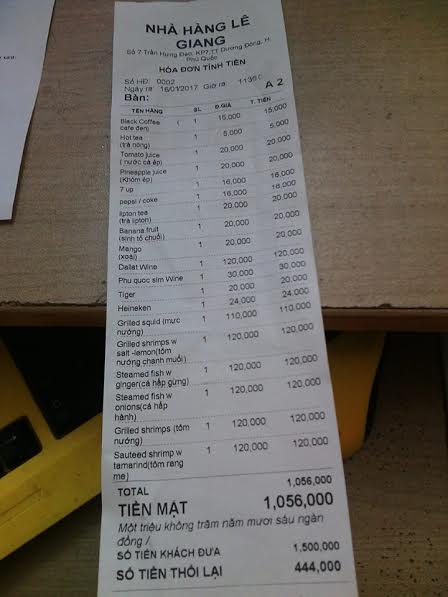 NHÀ HÀNG LÊ
GIANG
Số 7 Trần Hưng Đạo, KP7,TT Dương Đông, H.
Phú Quốc
HÓA ĐƠN TÍNH TIỀN
Số HĐ: 0002
Ngày ra 16/01/2017 Giờ ra
Bàn: A 2
TÊN HÀNG SL Đ.GIÁ T. TIỀN
Black Coffee ( 1 15,000 15,000
cafe đen)
Hot tea 1 5,000 5,000
(trà nóng)
Tomato juice 1 20,000 20,000
( nước cà ép)
Pineapple juice 1 20,000 20,000
(Khóm ép)
7 up 1 16,000 16,000
pepsi / coke 1 16,000 16,000
lipton tea 1 20,000 20,000
(trà lipton)
Banana fruit 1 20,000 20,000
(sinh tố chuối)
Mango 1 20,000 20,000
(xoài)
Dallat Wine 1 120,000 120,000
Phu quoc sim Wine 1 30,000 30,000
Tiger 1 20,000 20,000
Heineken 1 24,000 24,000
Grilled squid (mực 1 110,000 110,000
nướng)
Grilled shrimps w 1 120,000 120,000
salt -lemon(tôm
nướng chanh muối)
Steamed fish w 1 120,000 120,000
ginger(cá hấp gừng)
Steamed fish w 1 120,000 120,000
onions(cá hấp
hành)
Grilled shrimps (tôm 1 120,000 120,000
nướng)
Sauteed shrimp w 1 120,000 120,000
tamarind(tôm rang
me)
TOTAL 1,056,000
TIỀN MẶT 1,056,000
Một triệu không trăm năm mươi sáu ngàn
đồng /.
SỐ TIỀN KHÁCH ĐƯA 1.500,000
SỐ TIỀN THỐI LẠI 444,000